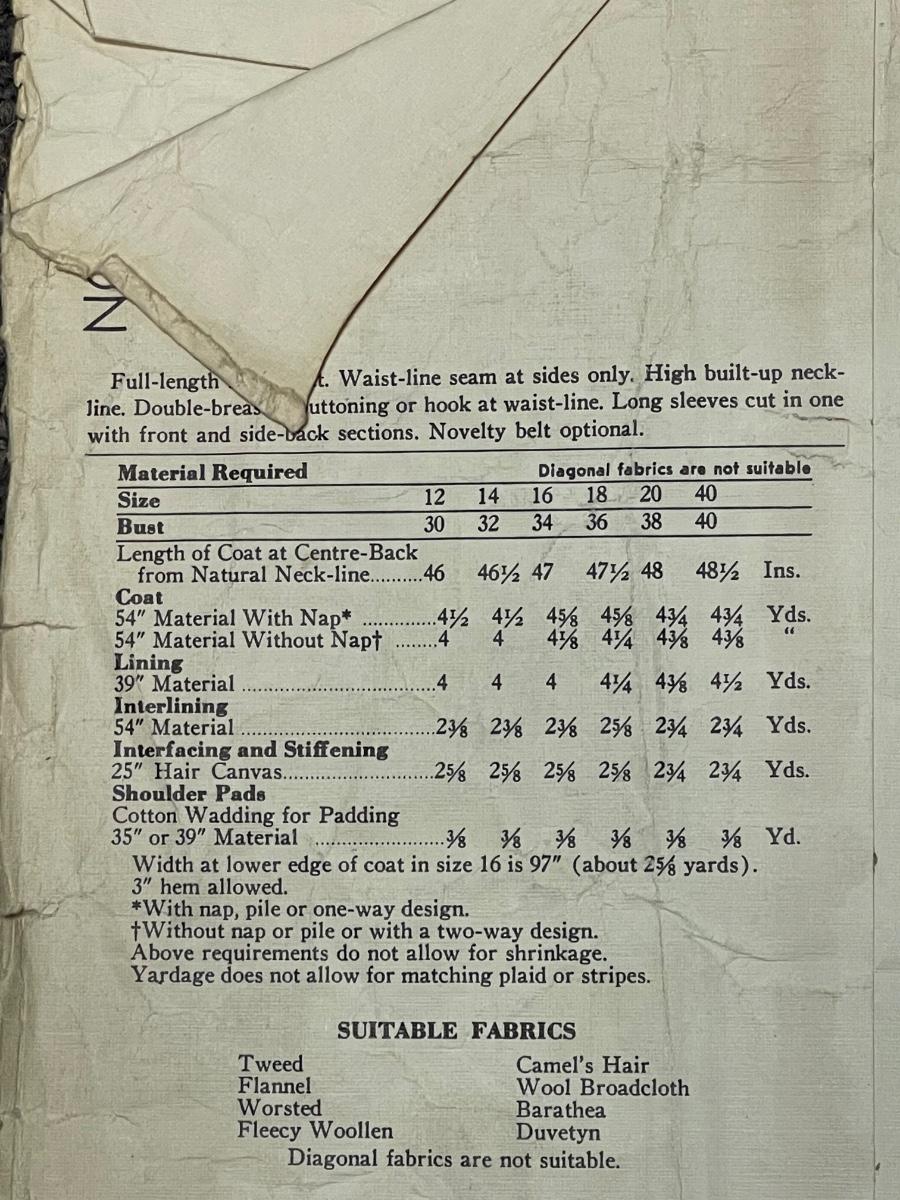 NO
Full-length t. Waist-line seam at sides only. High built-up neck-
line. Double-breas uttoning or hook at waist-line. Long sleeves cut in one
with front and side-back sections. Novelty belt optional.
Material Required Diagonal fabrics are not suitable
Size 12 14 16 18 20 40
Bust 30 32 34 36 38 40
Length of Coat at Centre-Back
from Natural Neck-line.........46 46½ 47 47½ 48 48½ Ins.
Coat
54″ Material With Nap* .............4½ 4½ 4⅝ 4⅝ 4¾ 4¾ Yds.
54″ Material Without Nap† ........4 4 4⅛ 4¼ 4⅜ 4⅜ “
Lining
39″ Material ..................................4 4 4 4¼ 4⅜ 4½ Yds.
Interlining
54″ Material ..................................2⅜ 2⅜ 2⅜ 2⅝ 2¾ 2¾ Yds.
Interfacing and Stiffening
25″ Hair Canvas..........................2⅝ 2⅝ 2⅝ 2⅝ 2¾ 2¾ Yds.
Shoulder Pads
Cotton Wadding for Padding
35″ or 39″ Material ......................⅜ ⅜ ⅜ ⅜ ⅜ ⅜ Yd.
Width at lower edge of coat in size 16 is 97″ (about 2⅝ yards).
3″ hem allowed.
*With nap, pile or one-way design.
†Without nap or pile or with a two-way design.
Above requirements do not allow for shrinkage.
Yardage does not allow for matching plaid or stripes.
SUITABLE FABRICS
Tweed Camel's Hair
Flannel Wool Broadcloth
Worsted Barathea
Fleecy Woollen Duvetyn
Diagonal fabrics are not suitable.